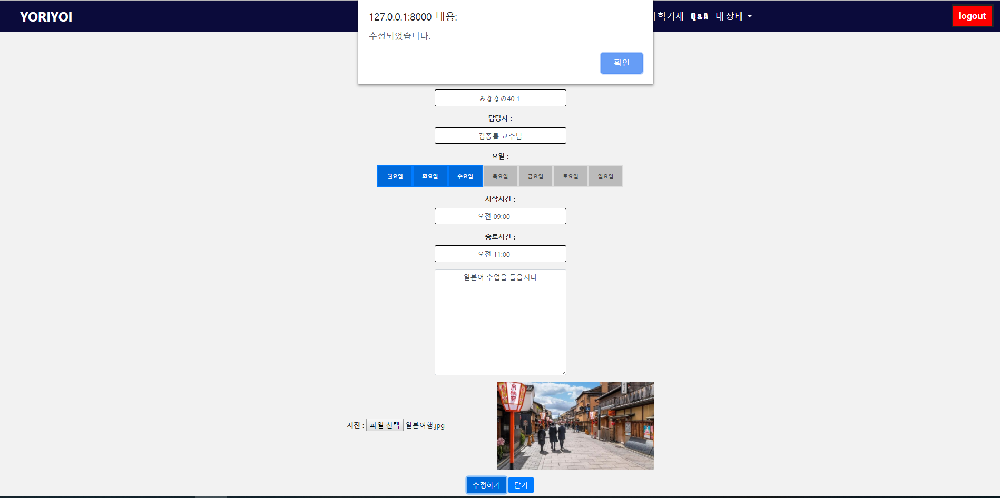 YORIYOI
127.0.0.1:8000 내용:
수정되었습니다.
확인
학기제 Q&A 내 상태
logout
みななの40 1
담당자 :
김종률 교수님
요일 :
월요일 화요일 수요일 목요일 금요일 토요일 일요일
시작시간 :
오전 09:00
종료시간 :
오전 11:00
일본어 수업을 들읍시다
사진 : 파일 선택 일본여행.jpg
수정하기 닫기